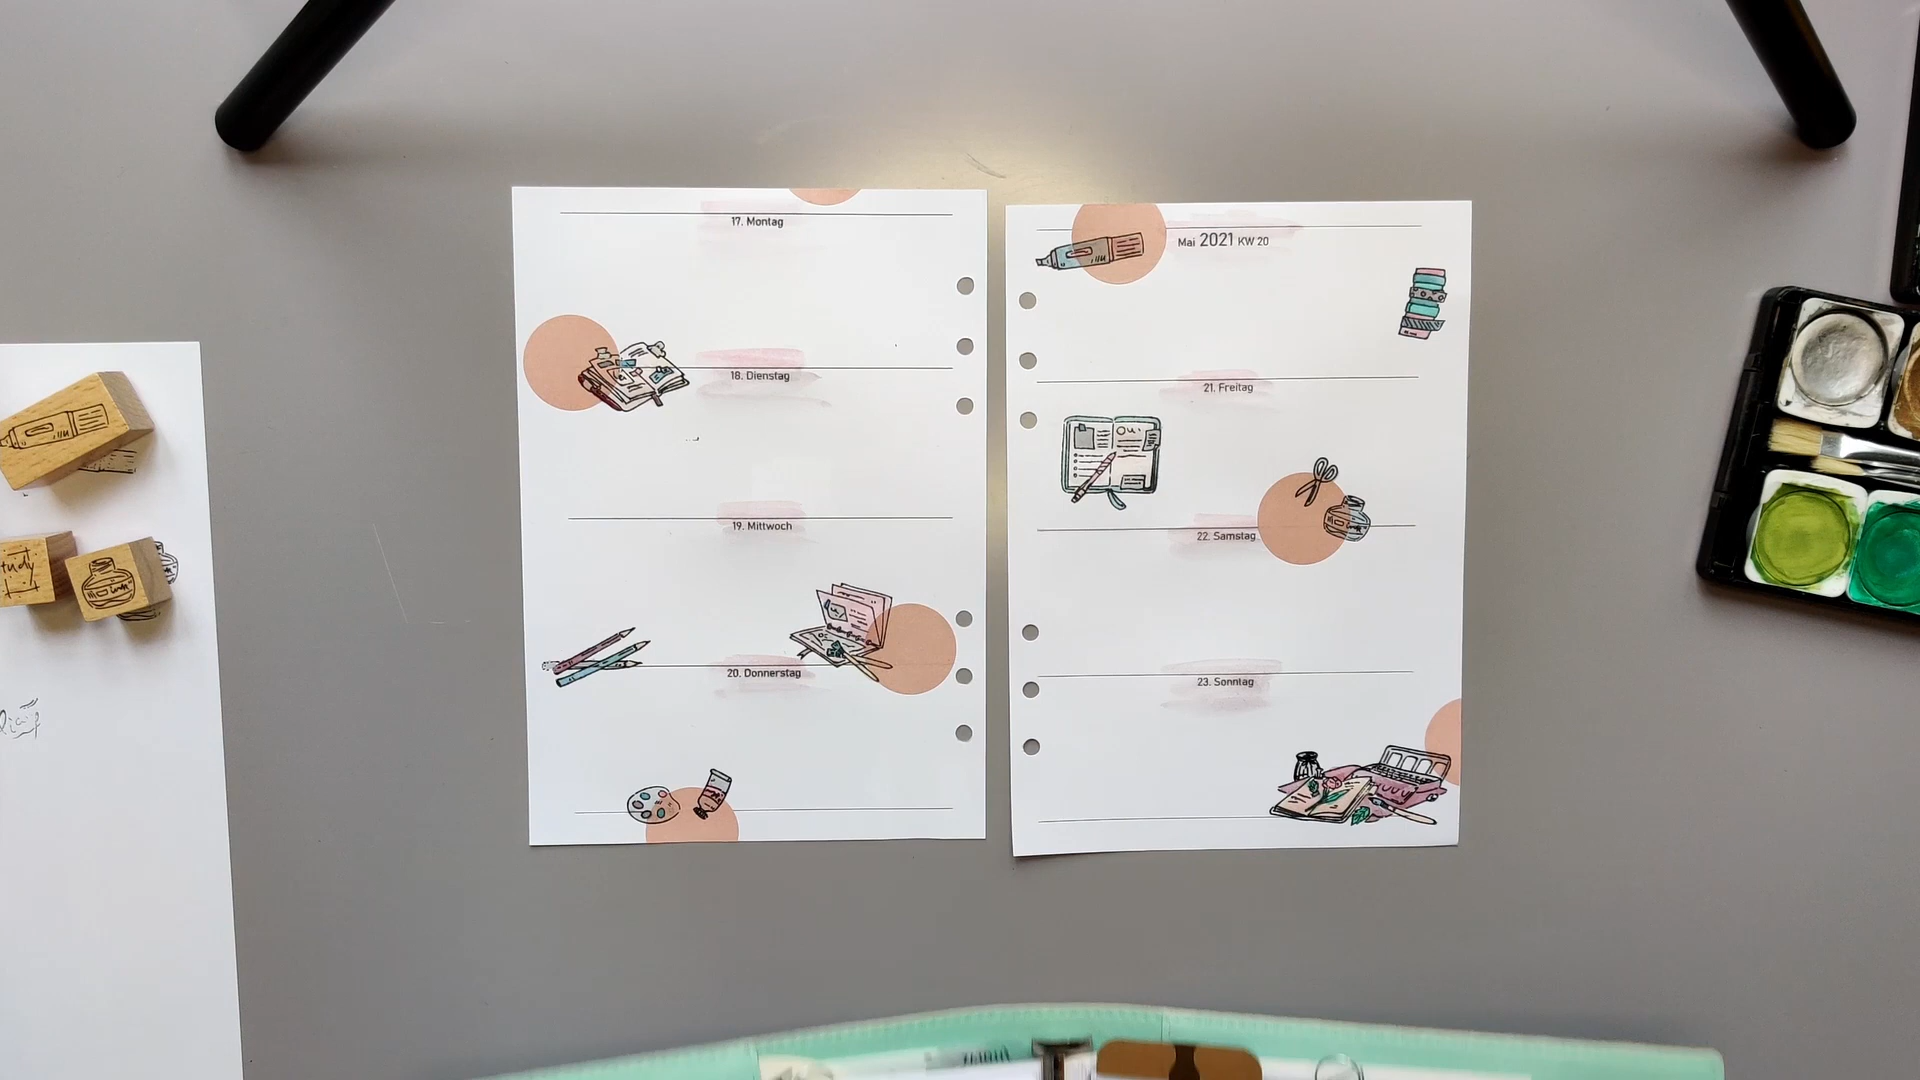 17. Montag
18. Dienstag
19. Mittwoch
20. Donnerstag
Mai 2021 KW 20
21. Freitag
22. Samstag
23. Sonntag